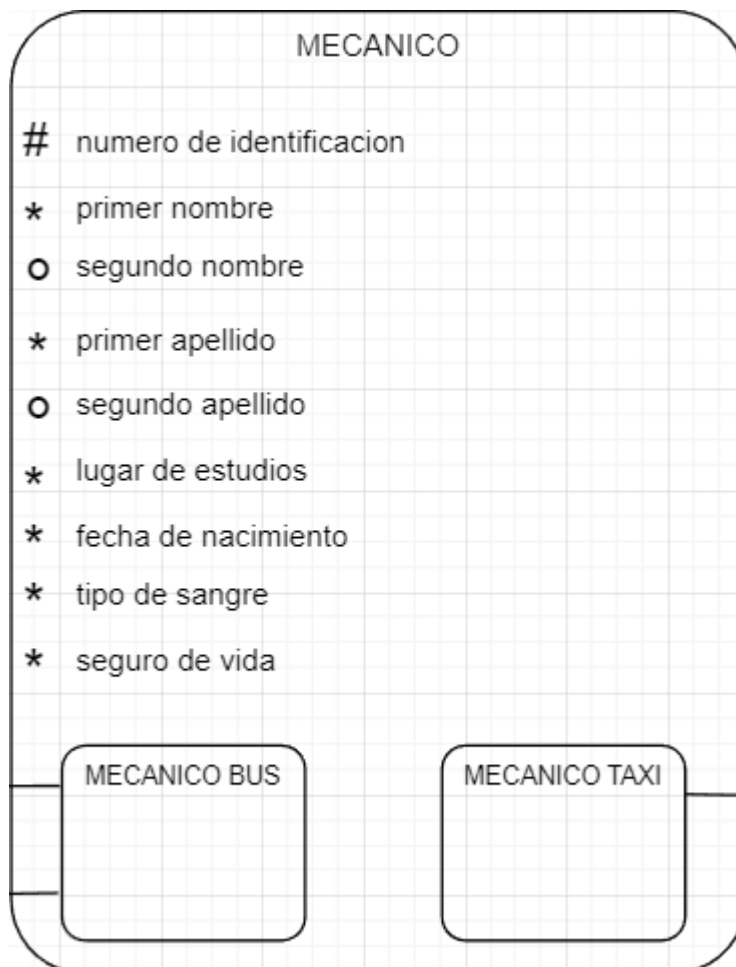 MECANICO
# numero de identificacion
* primer nombre
o segundo nombre
* primer apellido
o segundo apellido
* lugar de estudios
* fecha de nacimiento
* tipo de sangre
* seguro de vida
MECANICO BUS
MECANICO TAXI